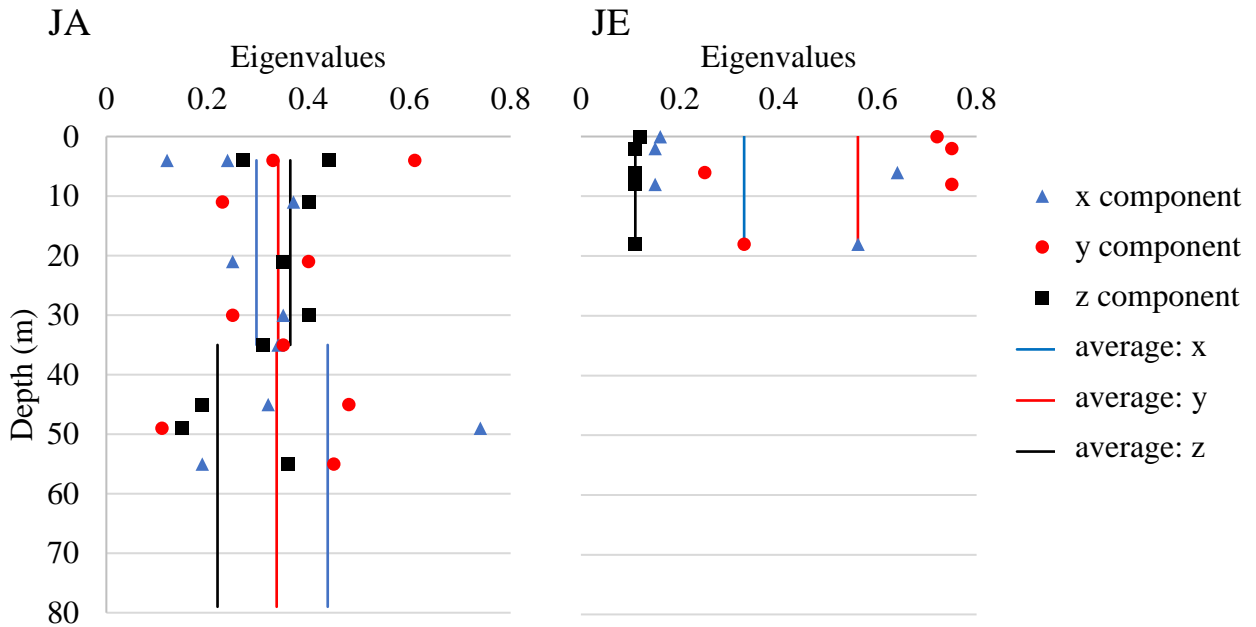 JA
Eigenvalues
0 0.2 0.4 0.6 0.8
0
10
20
30
40
50
60
70
80
Depth (m)
JE
Eigenvalues
0 0.2 0.4 0.6 0.8
x component
y component
z component
average: x
average: y
average: z